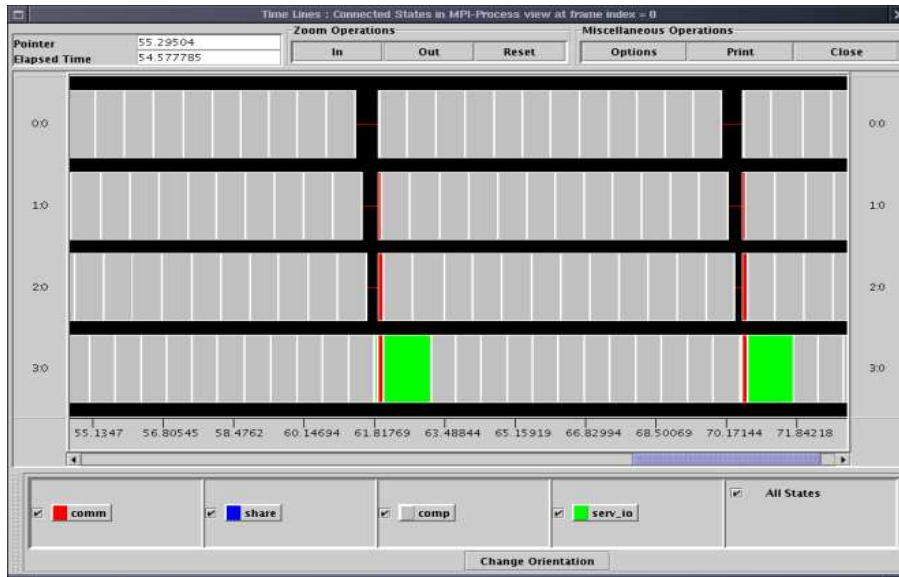 Time Lines : Connected States in MPI-Process view at frame index = 0
Zoom Operations
Miscellaneous Operations
Pointer 55.29504
Elapsed Time 54.577785
In Out Reset
Options Print Close
0:0 0:0
1:0 1:0
2:0 2:0
3:0 3:0
55.1347 56.80545 58.4762 60.14694 61.81769 63.48844 65.15919 66.82994 68.50069 70.17144 71.84218
comm share comp serv_io All States
Change Orientation